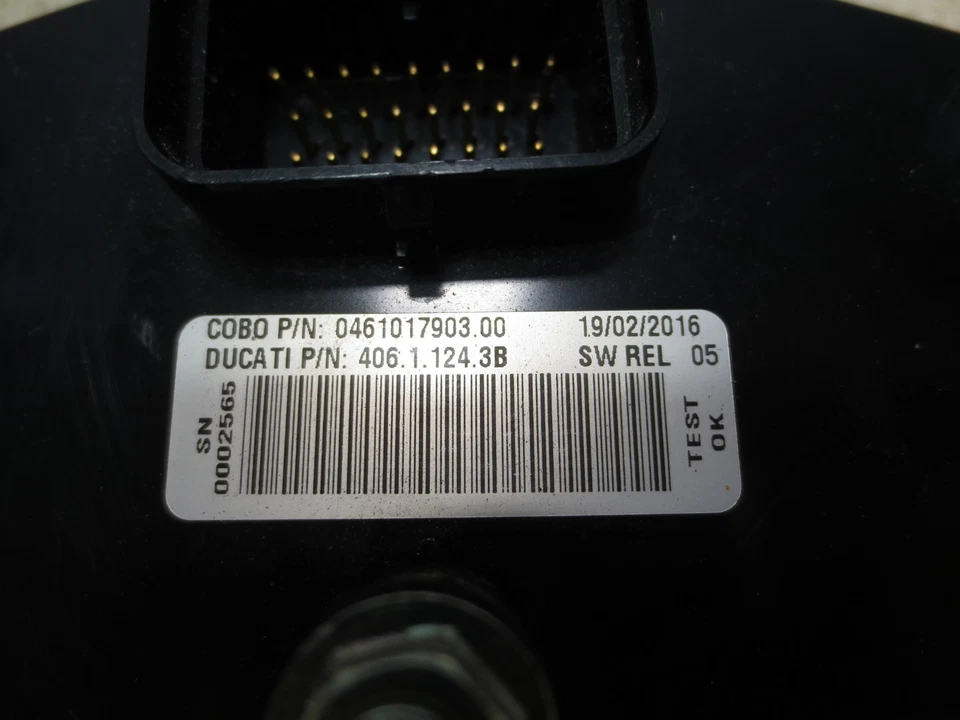 COBO P/N: 0461017903.00 19/02/2016
DUCATI P/N: 406.1.124.3B SW REL 05
SN
0002565
TEST
OK